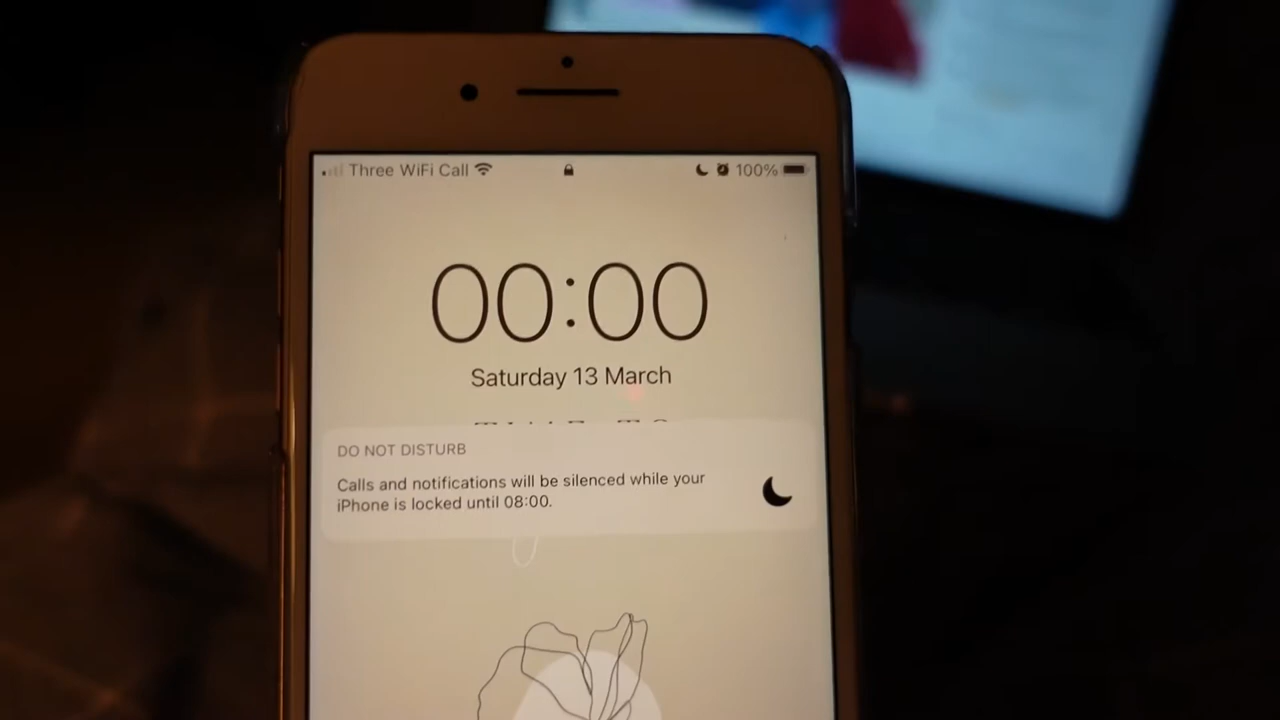 Three WiFi Call 100%
00:00
Saturday 13 March
DO NOT DISTURB
Calls and notifications will be silenced while your
iPhone is locked until 08:00.